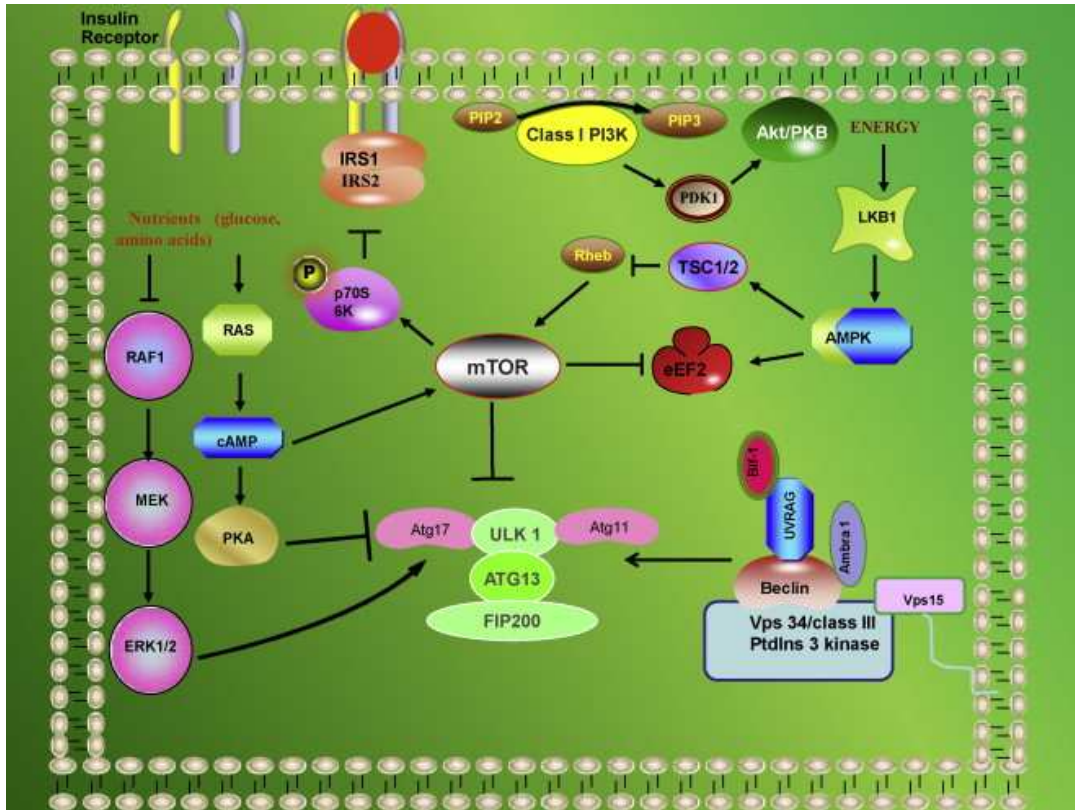 Insulin
Receptor
IRS1
IRS2
PIP2
Class I PI3K
PIP3
Akt/PKB
PDK1
ENERGY
LKB1
AMPK
TSC1/2
Rheb
Nutrients (glucose,
amino acids)
P
p70S
6K
RAF1
RAS
mTOR
eEF2
cAMP
MEK
PKA
ERK1/2
Atg17
ULK 1
Atg11
ATG13
FIP200
Bif-1
UVRAG
Ambra 1
Beclin
Vps15
Vps 34/class III
PtdIns 3 kinase